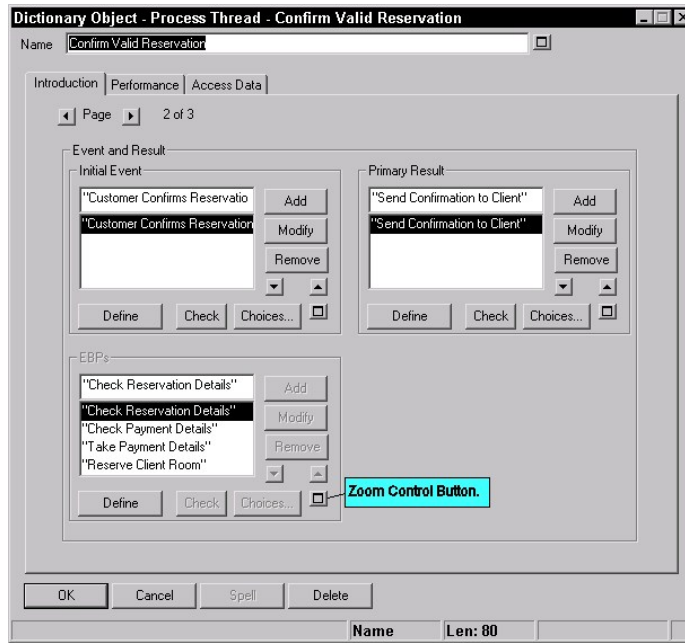 Dictionary Object - Process Thread - Confirm Valid Reservation
Name Confirm Valid Reservation
Introduction Performance Access Data
Page 2 of 3
Event and Result
Initial Event Primary Result
"Customer Confirms Reservatio Add "Send Confirmation to Client" Add
"Customer Confirms Reservation Modify "Send Confirmation to Client" Modify
Remove Remove
Define Check Choices... Define Check Choices...
EBPs
"Check Reservation Details" Add
"Check Reservation Details" Modify
"Check Payment Details"
"Take Payment Details" Remove
"Reserve Client Room"
Define Check Choices... Zoom Control Button.
OK Cancel Spell Delete
Name Len: 80